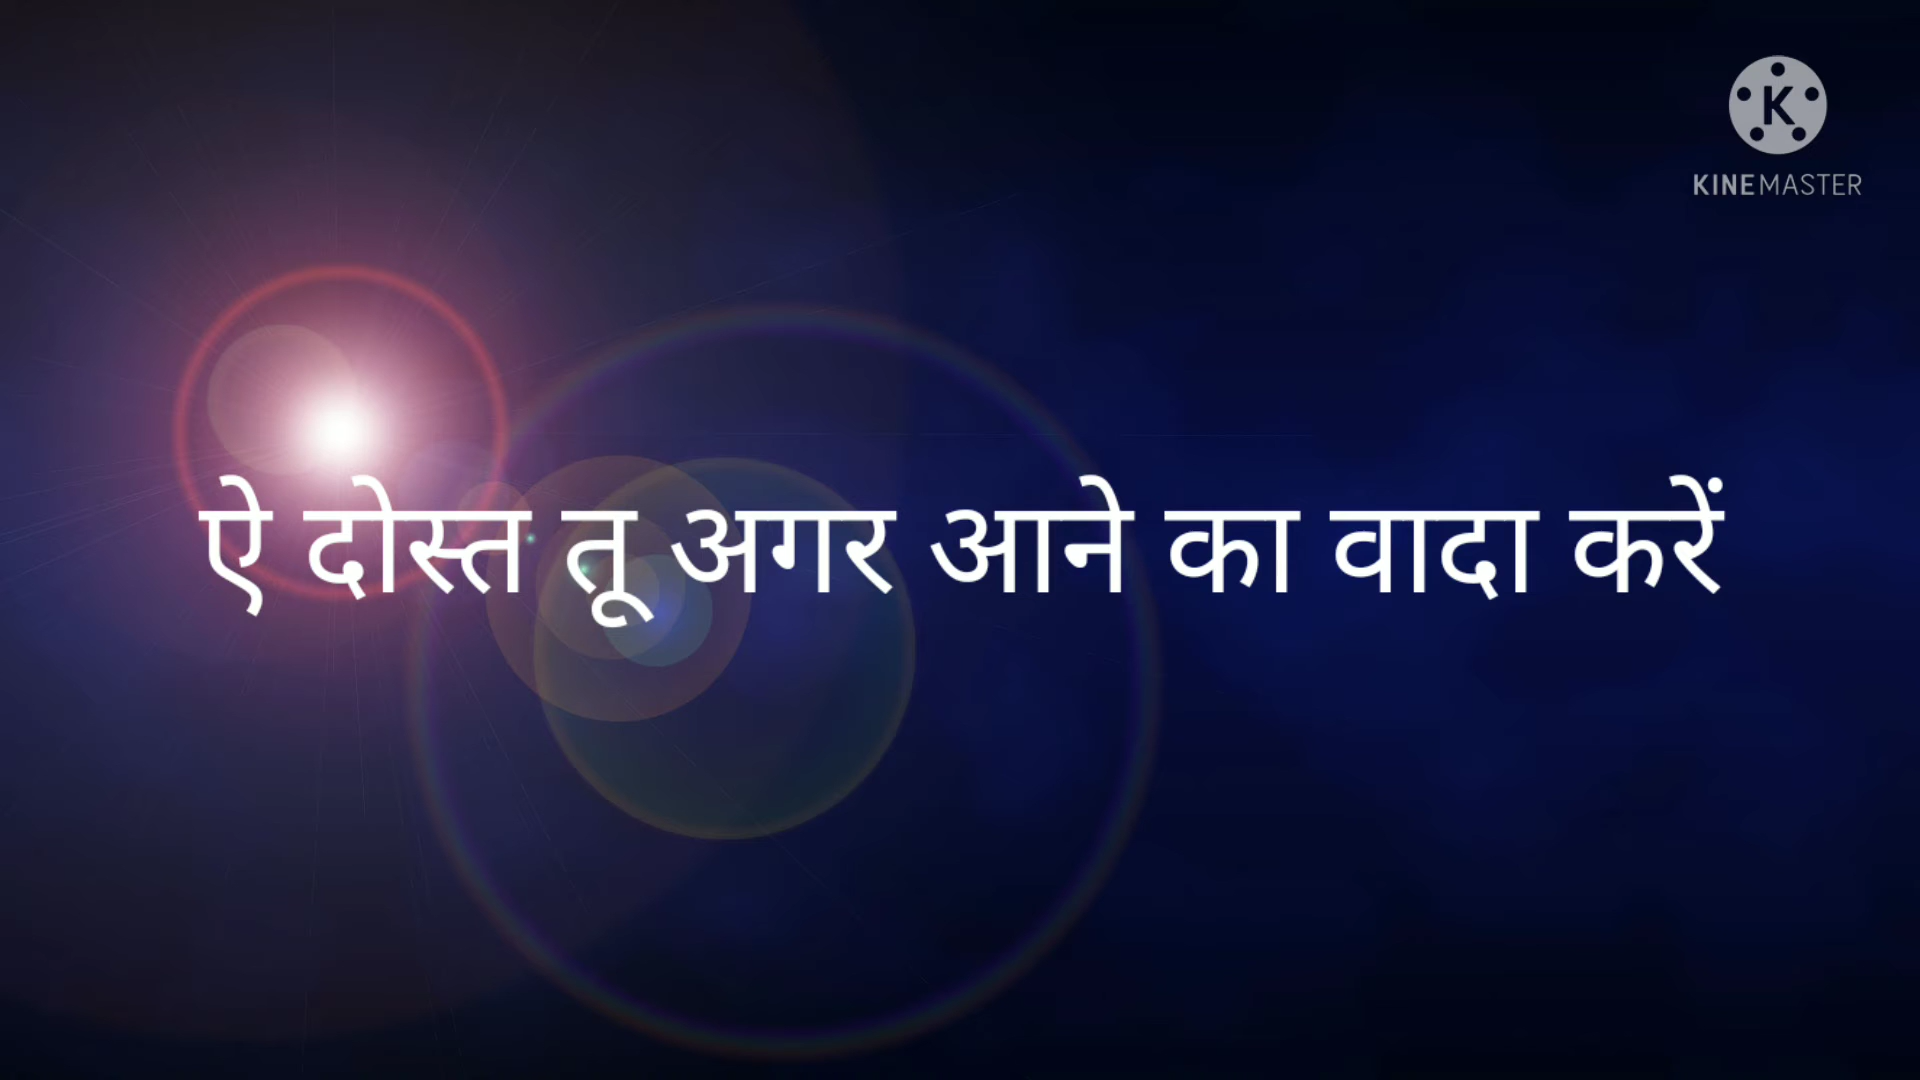 K
KINEMASTER
ऐ दोस्त तू अगर आने का वादा करें